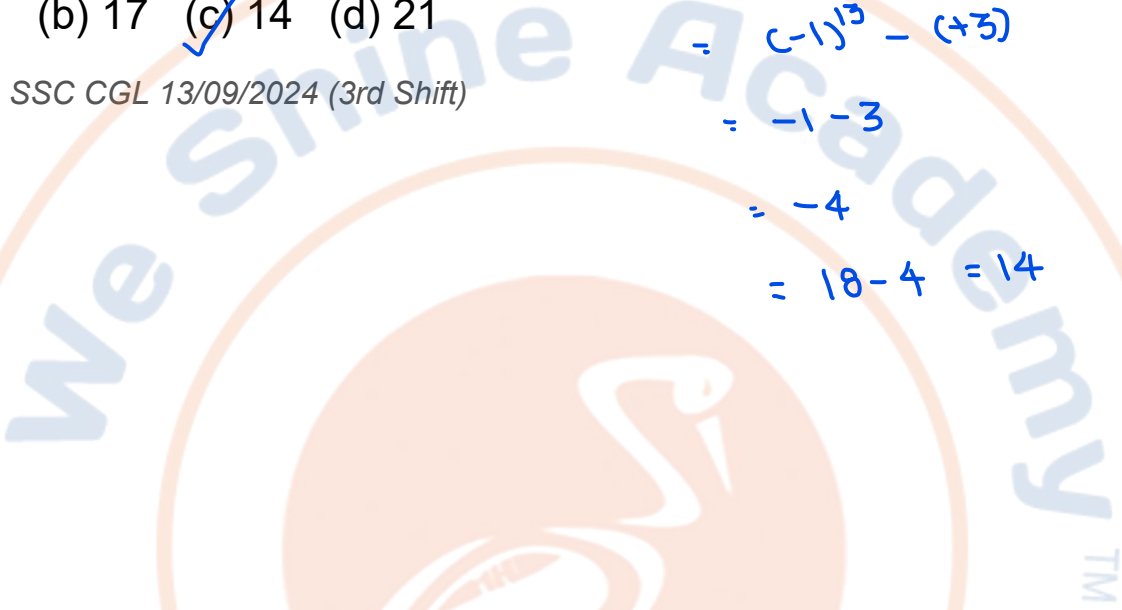 (b) 17 (c) 14 (d) 21
SSC CGL 13/09/2024 (3rd Shift)
= (-1)¹³ - (+3)
= -1 - 3
= -4
= 18 - 4 = 14
We Shine Academy TM